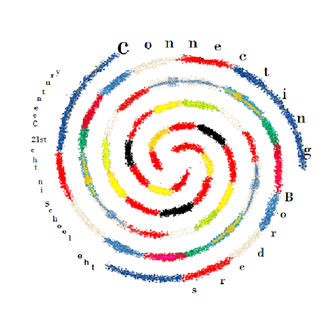 Connecting
Borders
the
School
in
the
21st
Century